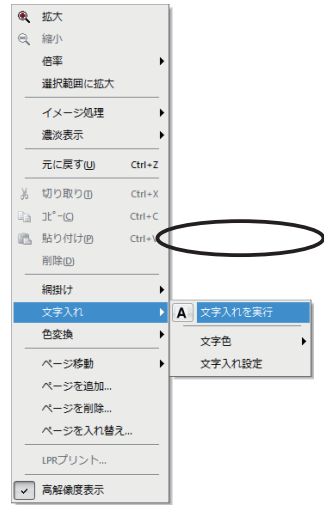 拡大
縮小
倍率
選択範囲に拡大
イメージ処理
濃淡表示
元に戻す(U) Ctrl+Z
切り取り(T) Ctrl+X
ｺﾋﾟｰ(C) Ctrl+C
貼り付け(P) Ctrl+V
削除(D)
網掛け
文字入れ
A 文字入れを実行
色変換
文字色
文字入れ設定
ページ移動
ページを追加...
ページを削除...
ページを入れ替え...
LPRプリント...
高解像度表示